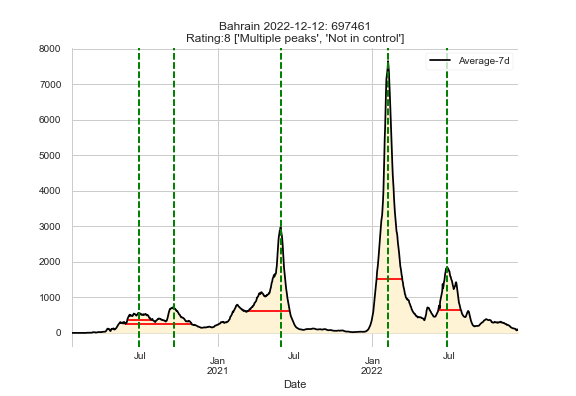 Bahrain 2022-12-12: 697461
Rating:8 ['Multiple peaks', 'Not in control']
Average-7d
8000
7000
6000
5000
4000
3000
2000
1000
0
Jul
Jan
2021
Jul
Jan
2022
Jul
Date